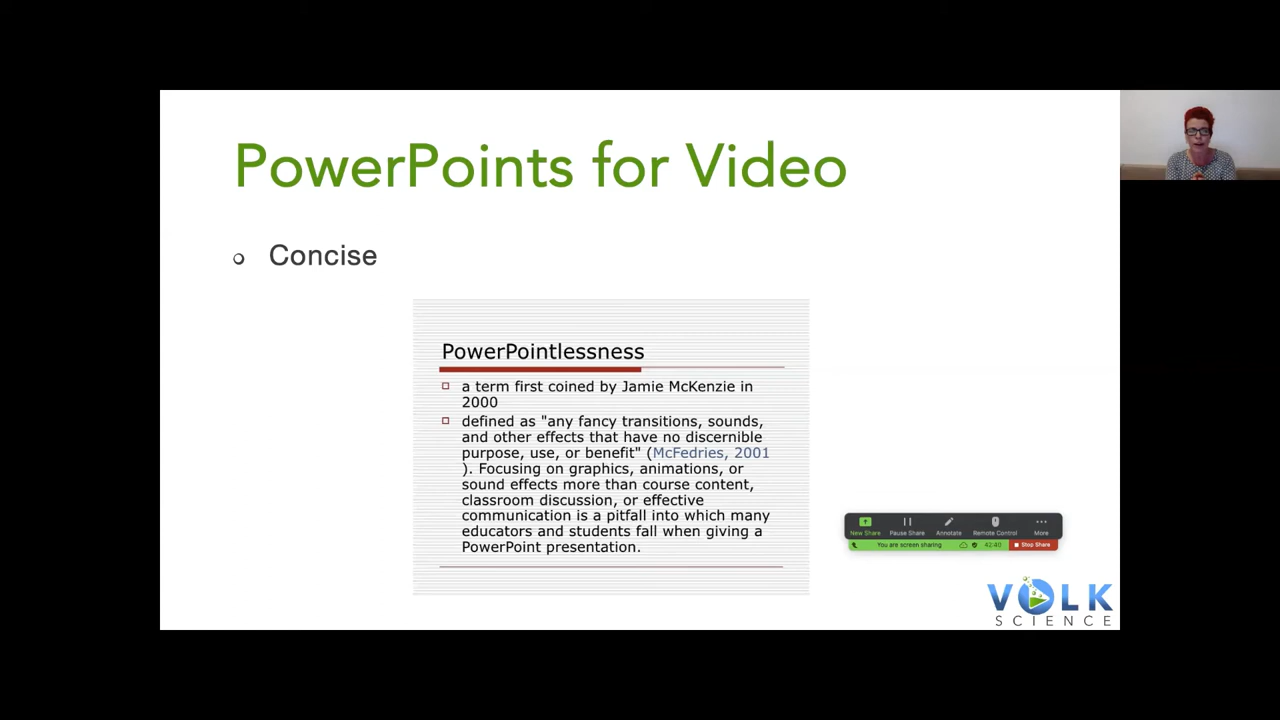 PowerPoints for Video
Concise
PowerPointlessness
a term first coined by Jamie McKenzie in
2000
defined as "any fancy transitions, sounds,
and other effects that have no discernible
purpose, use, or benefit" (McFedries, 2001
). Focusing on graphics, animations, or
sound effects more than course content,
classroom discussion, or effective
communication is a pitfall into which many
educators and students fall when giving a
PowerPoint presentation.
New Share Pause Share Annotate Remote Control More
You are screen sharing 42:40 Stop Share
VOLK
SCIENCE